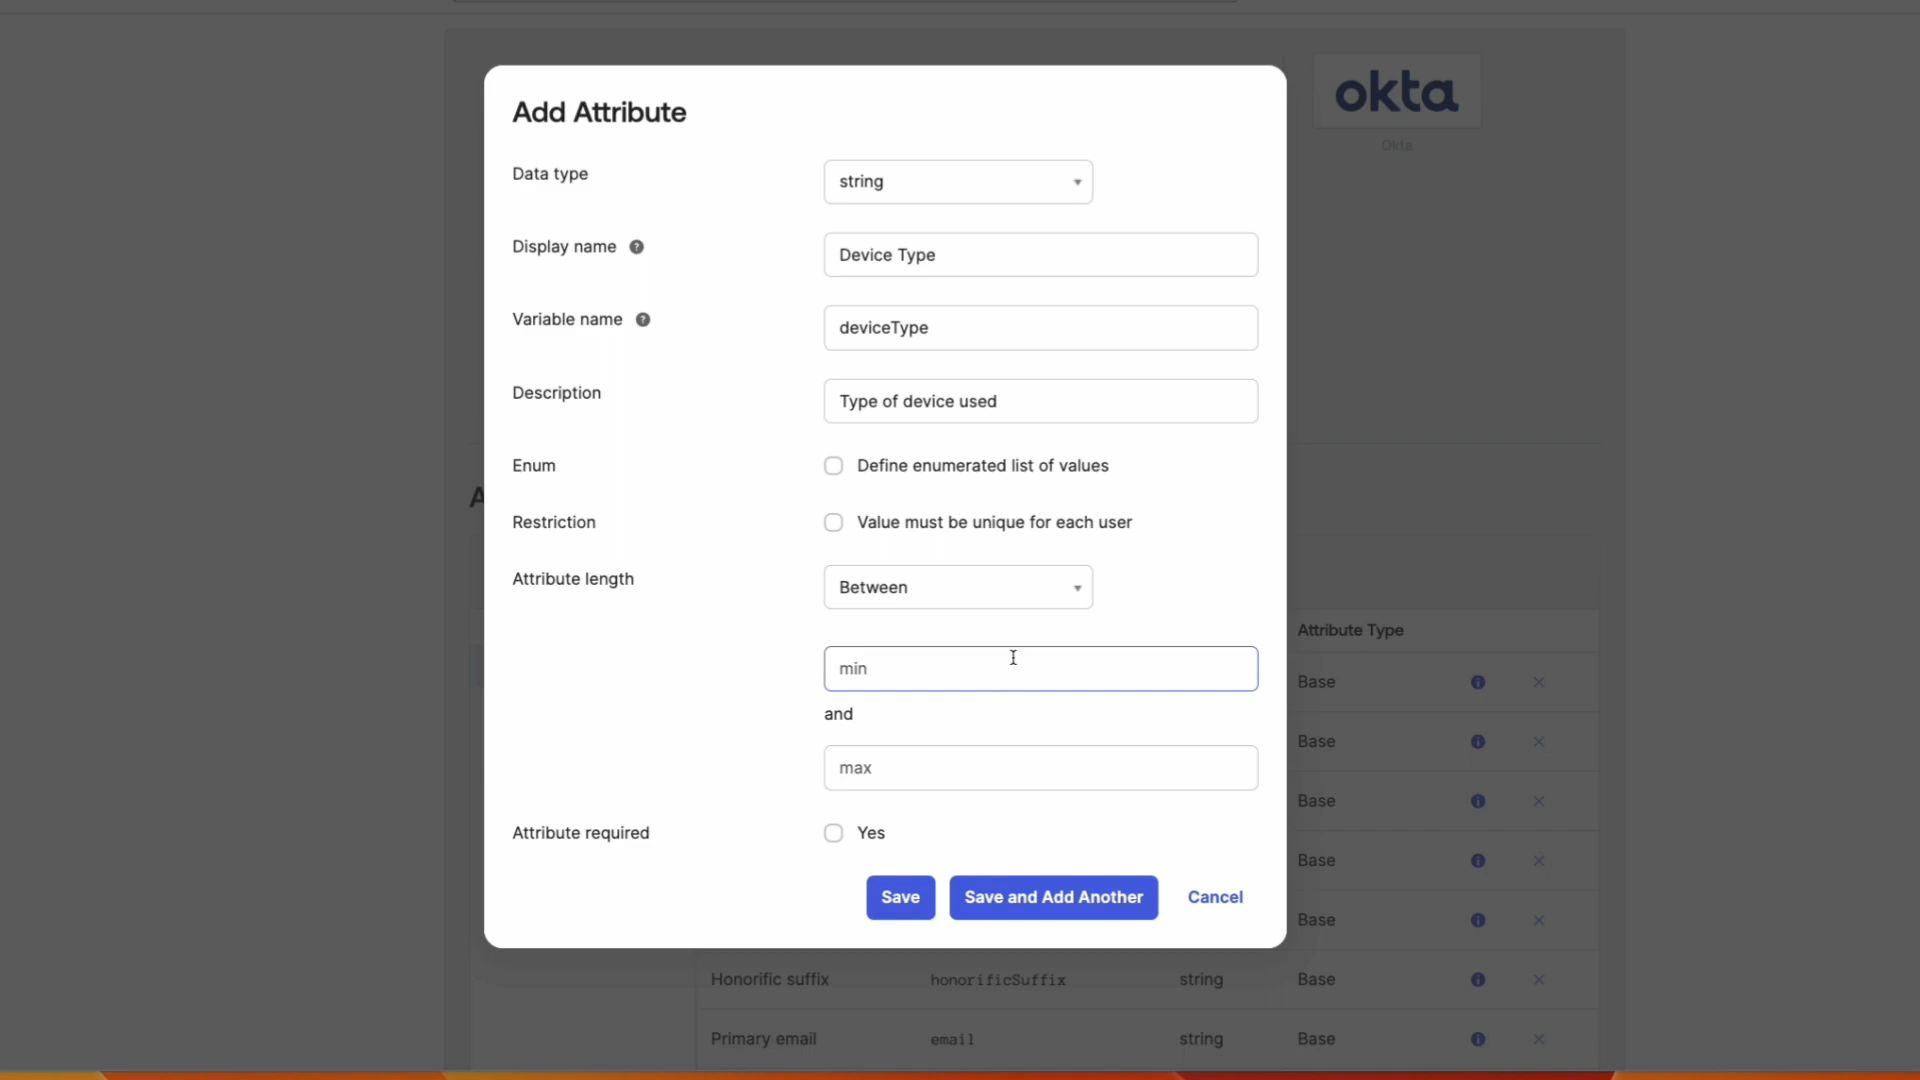 okta
Okta
Add Attribute
Data type
string
Display name
Device Type
Variable name
deviceType
Description
Type of device used
Enum
Define enumerated list of values
Restriction
Value must be unique for each user
Attribute length
Between
min
and
max
Attribute required
Yes
Save
Save and Add Another
Cancel
Attribute Type
Base
Base
Base
Base
Base
Honorific suffix honorificSuffix string Base
Primary email email string Base